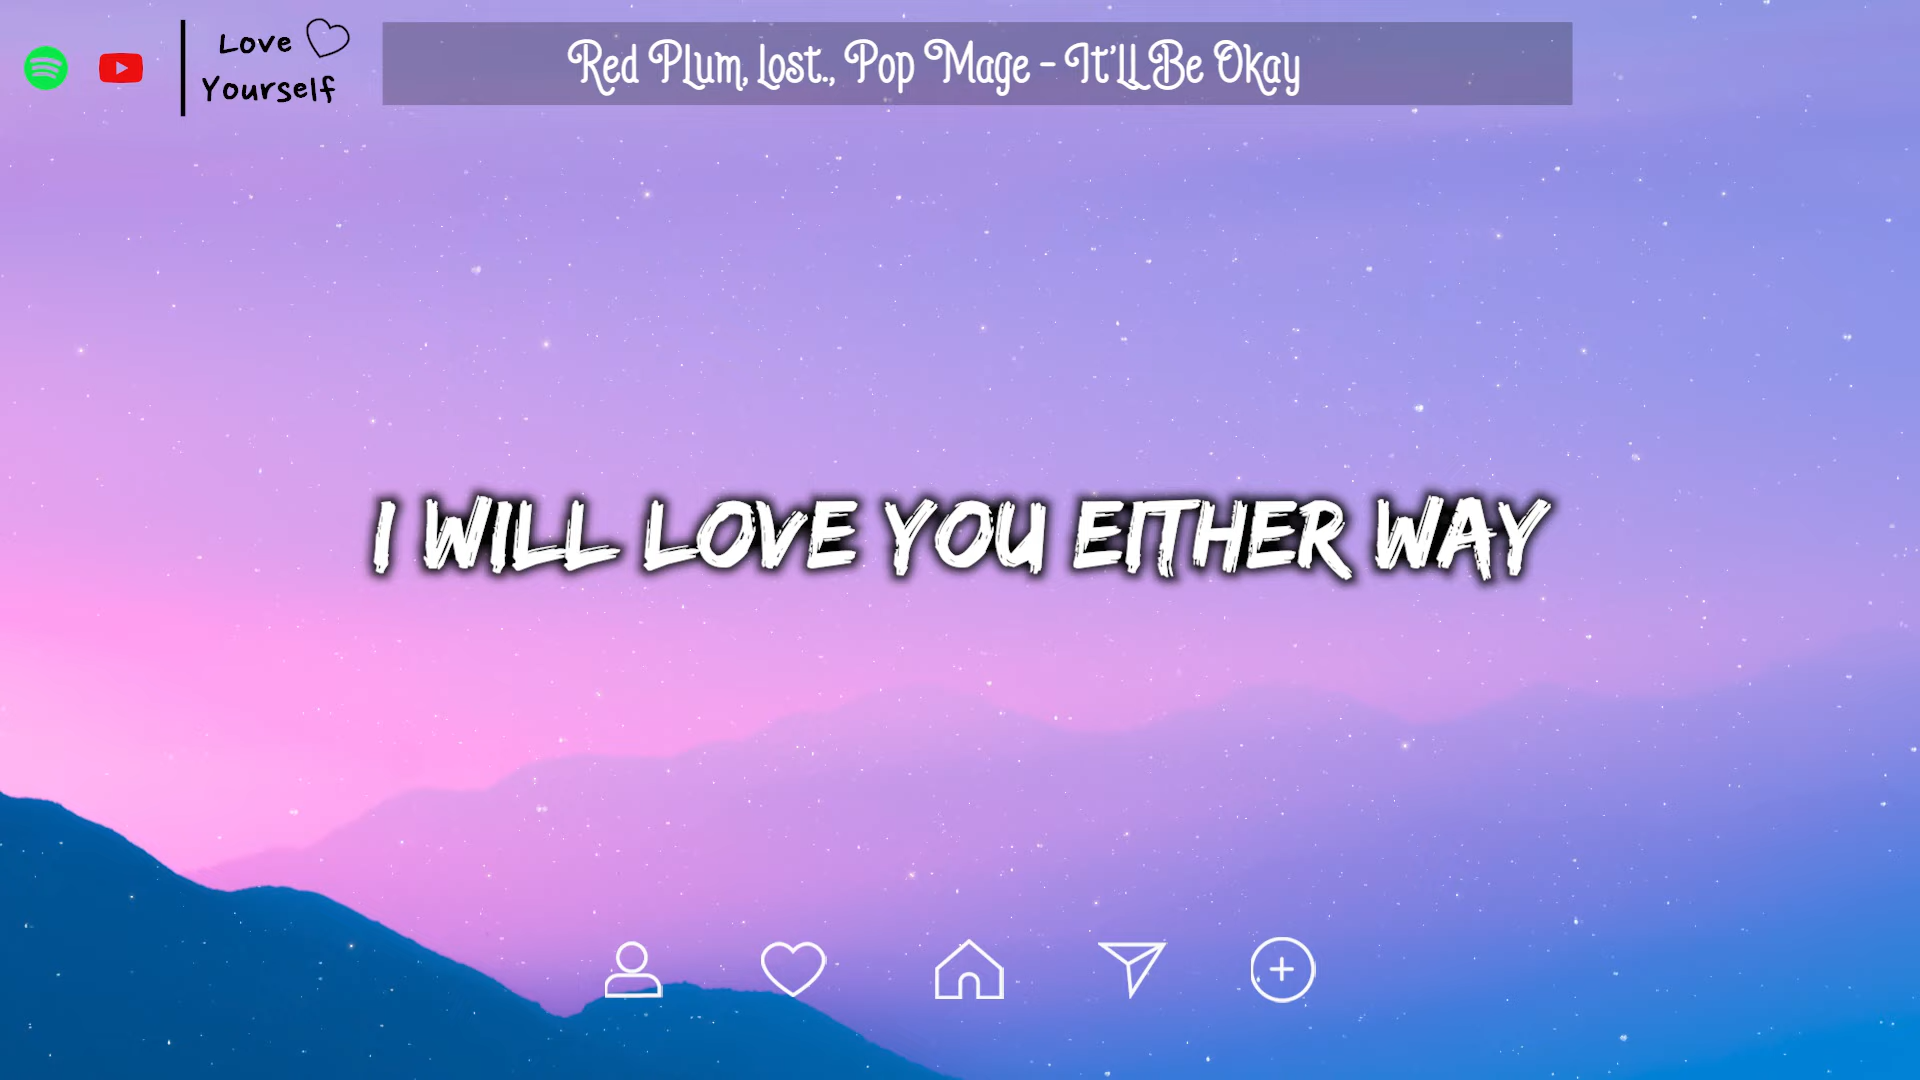 Love
Yourself
Red Plum, lost., Pop Mage - It'll Be Okay
I WILL LOVE YOU EITHER WAY